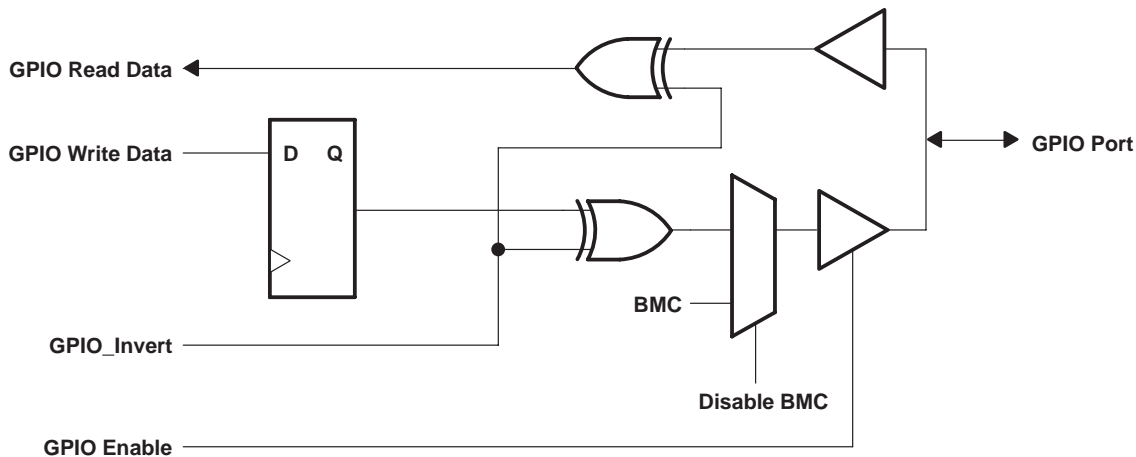 GPIO Read Data
GPIO Write Data
D Q
GPIO Port
BMC
GPIO_Invert
Disable BMC
GPIO Enable